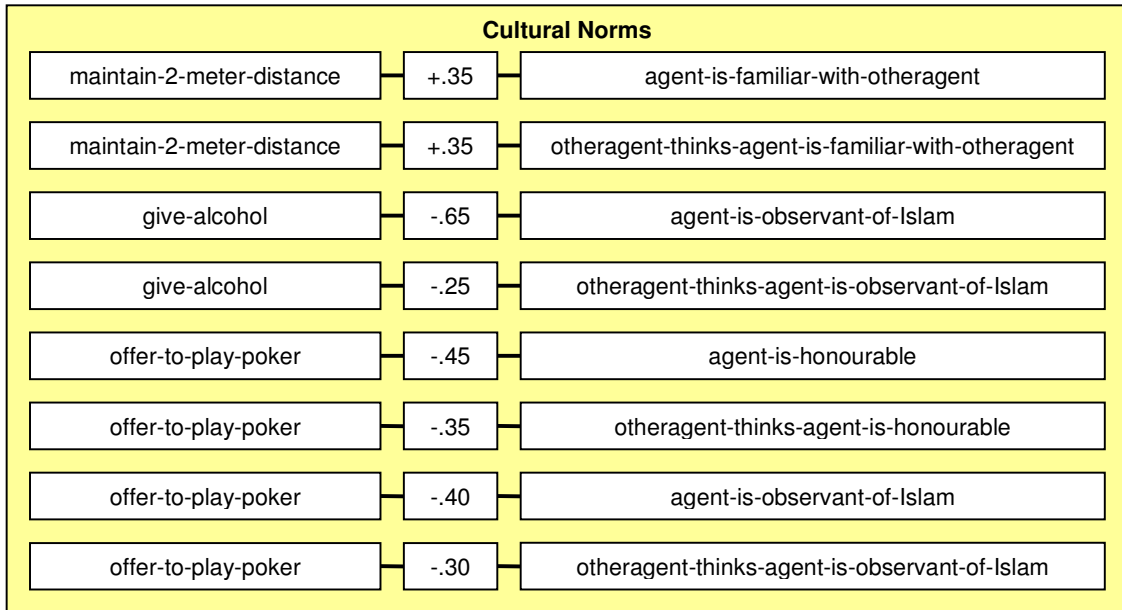 Cultural Norms
maintain-2-meter-distance +.35 agent-is-familiar-with-otheragent
maintain-2-meter-distance +.35 otheragent-thinks-agent-is-familiar-with-otheragent
give-alcohol -.65 agent-is-observant-of-Islam
give-alcohol -.25 otheragent-thinks-agent-is-observant-of-Islam
offer-to-play-poker -.45 agent-is-honourable
offer-to-play-poker -.35 otheragent-thinks-agent-is-honourable
offer-to-play-poker -.40 agent-is-observant-of-Islam
offer-to-play-poker -.30 otheragent-thinks-agent-is-observant-of-Islam